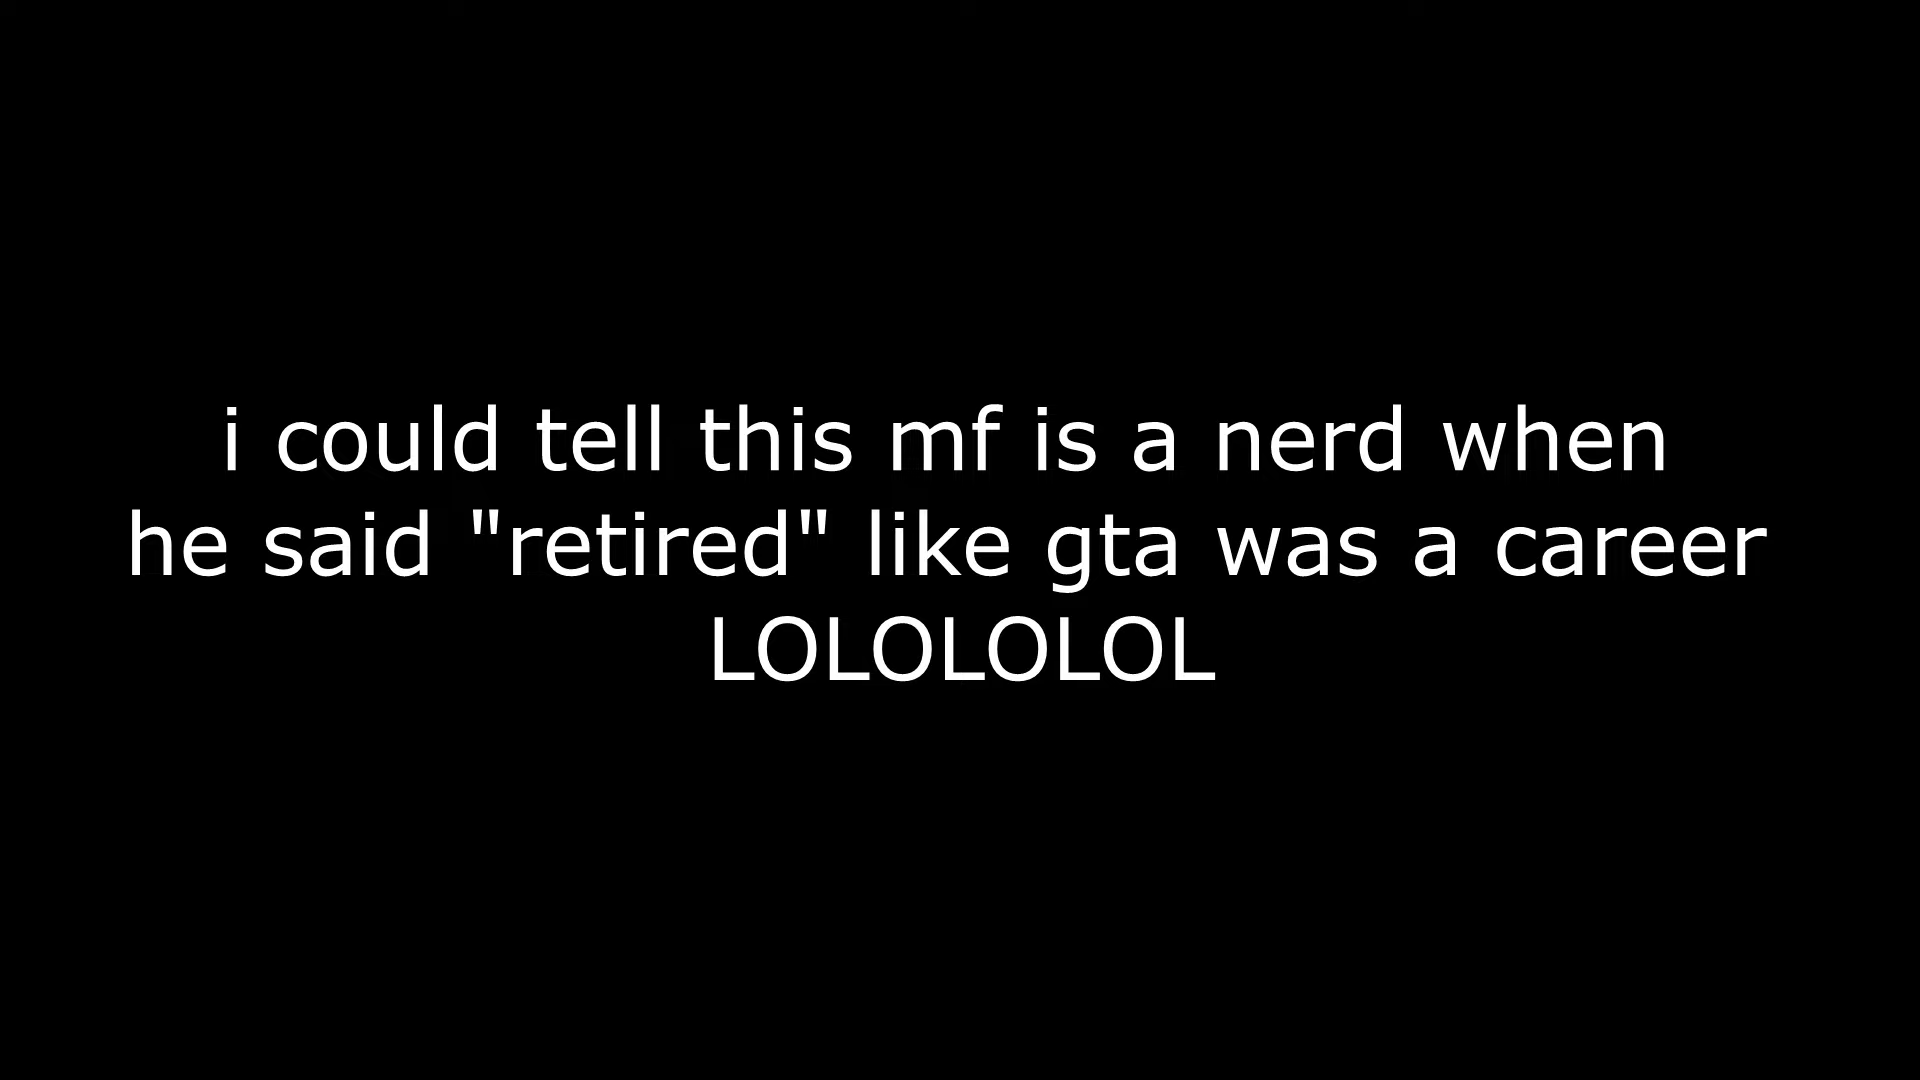 i could tell this mf is a nerd when
he said "retired" like gta was a career
LOLOLOLOL